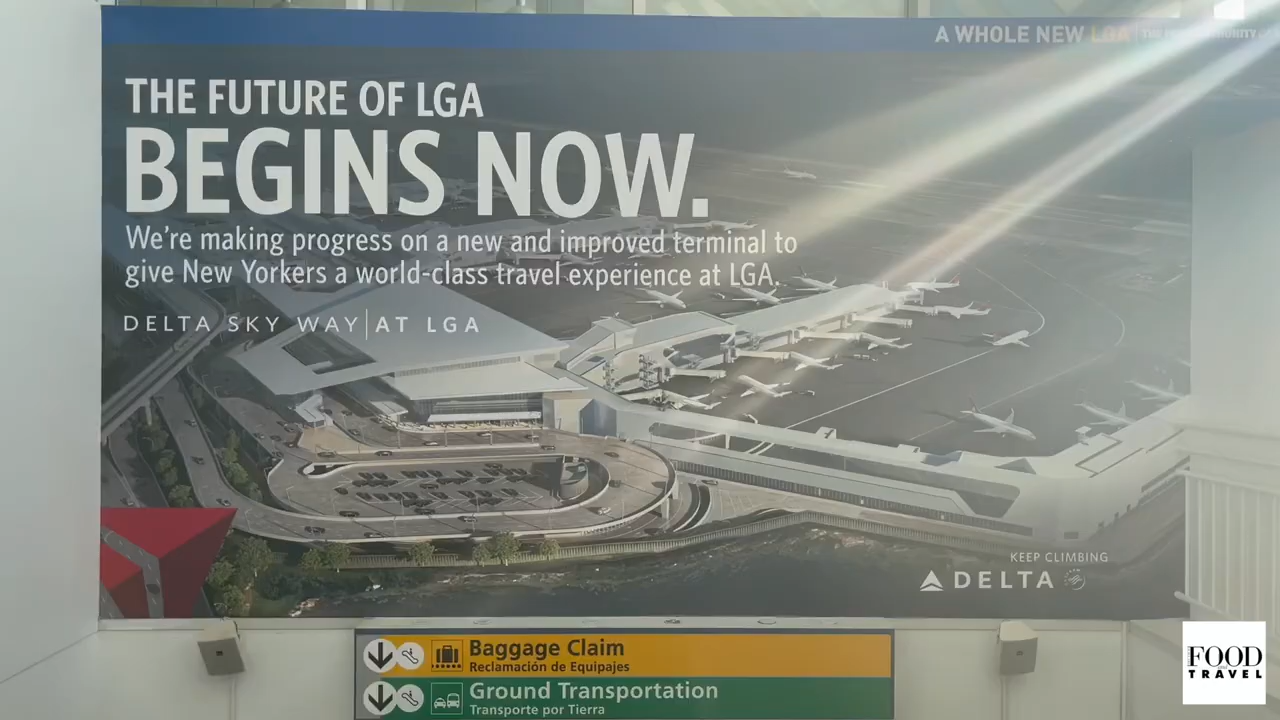 A WHOLE NEW LGA
THE FUTURE OF LGA
BEGINS NOW.
We're making progress on a new and improved terminal to
give New Yorkers a world-class travel experience at LGA.
DELTA SKY WAY|AT LGA
KEEP CLIMBING
DELTA
Baggage Claim
Reclamación de Equipajes
Ground Transportation
Transporte por Tierra
FOOD
TRAVEL